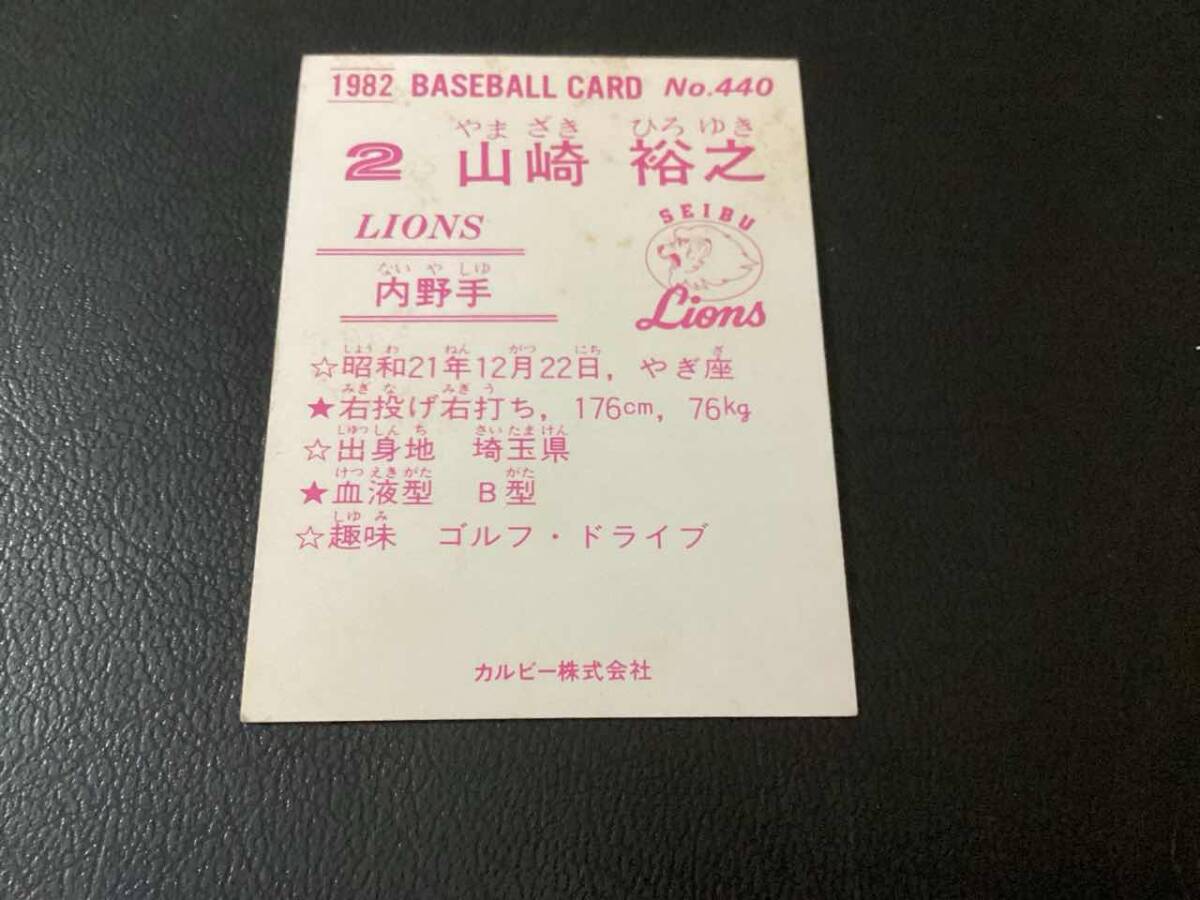 1982 BASEBALL CARD No.440
やま ざき ひろ ゆき
2 山崎 裕之
LIONS
SEIBU
Lions
ない や しゆ
内野手
しょう わ ねん がつ にち ざ
☆昭和21年12月22日, やぎ座
みぎ な みぎ う
★右投げ右打ち, 176cm, 76kg
しゆつ しん ち さい たま けん
☆出身地 埼玉県
けつ えき がた がた
★血液型 B型
しゆ み
☆趣味 ゴルフ・ドライブ
カルビー株式会社